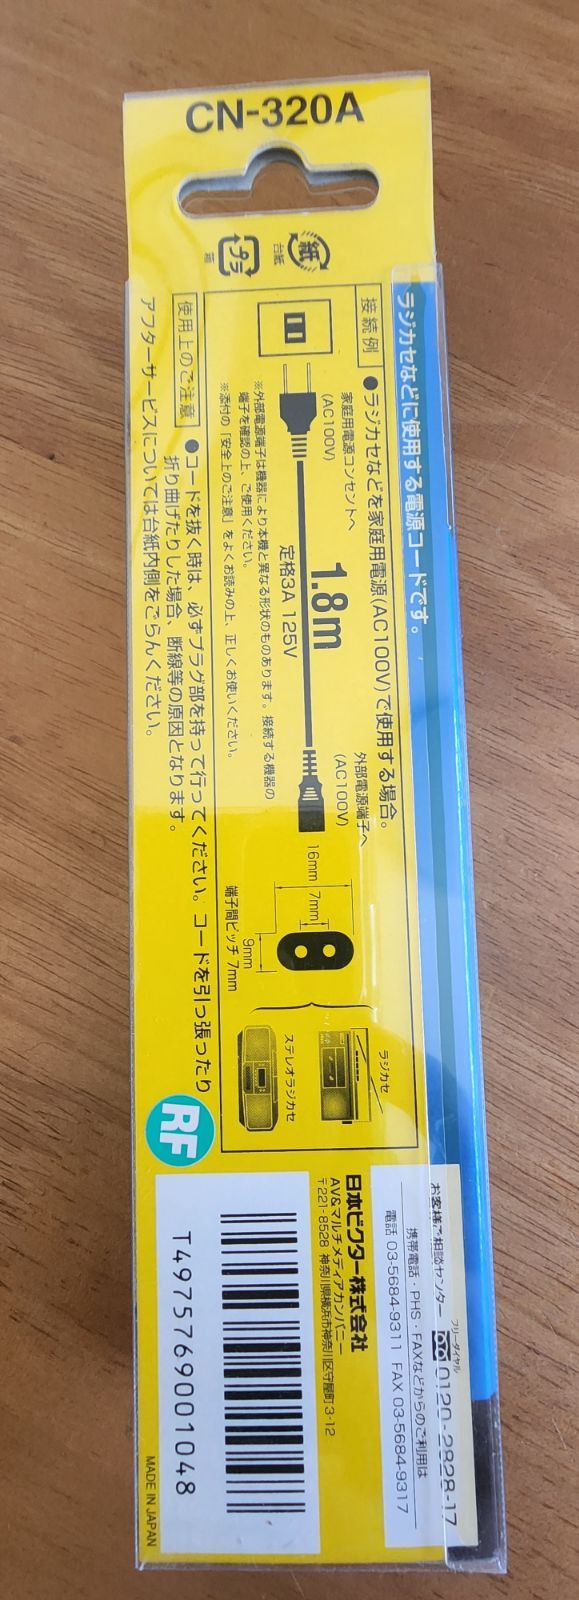 CN-320A
紙
台紙
プラ
箱
ラジカセなどに使用する電源コードです。
接続例
●ラジカセなどを家庭用電源(AC100V)で使用する場合。
家庭用電源コンセントへ
(AC100V)
外部電源端子へ
(AC100V)
1.8m
定格3A 125V
※外部電源端子は機器により本機と異なる形状のものあります。接続する機器の
端子を確認の上、ご使用ください。
※添付の「安全上のご注意」をよくお読みの上、正しくお使いください。
16mm
7mm
9mm
端子間ピッチ 7mm
ラジカセ
ステレオラジカセ
使用上のご注意
●コードを抜く時は、必ずプラグ部を持って行ってください。コードを引っ張ったり
折り曲げたりした場合、断線等の原因となります。
アフターサービスについては台紙内側をごらんください。
RF
お客様ご相談センター
フリーダイヤル
0120-2828-17
携帯電話・PHS・FAXなどからのご利用は
電話 03-5684-9311 FAX 03-5684-9317
日本ビクター株式会社
AV&マルチメディアカンパニー
〒221-8528 神奈川県横浜市神奈川区守屋町3-12
T4975769001048
MADE IN JAPAN